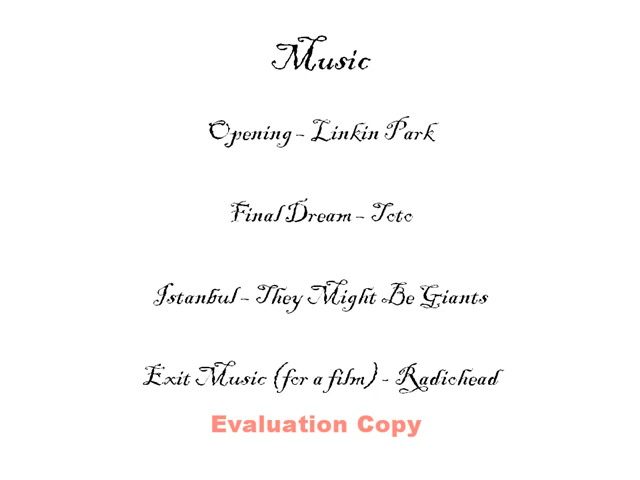 Music
Opening - Linkin Park
Final Dream - Toto
Istanbul - They Might Be Giants
Exit Music (for a film) - Radiohead
Evaluation Copy